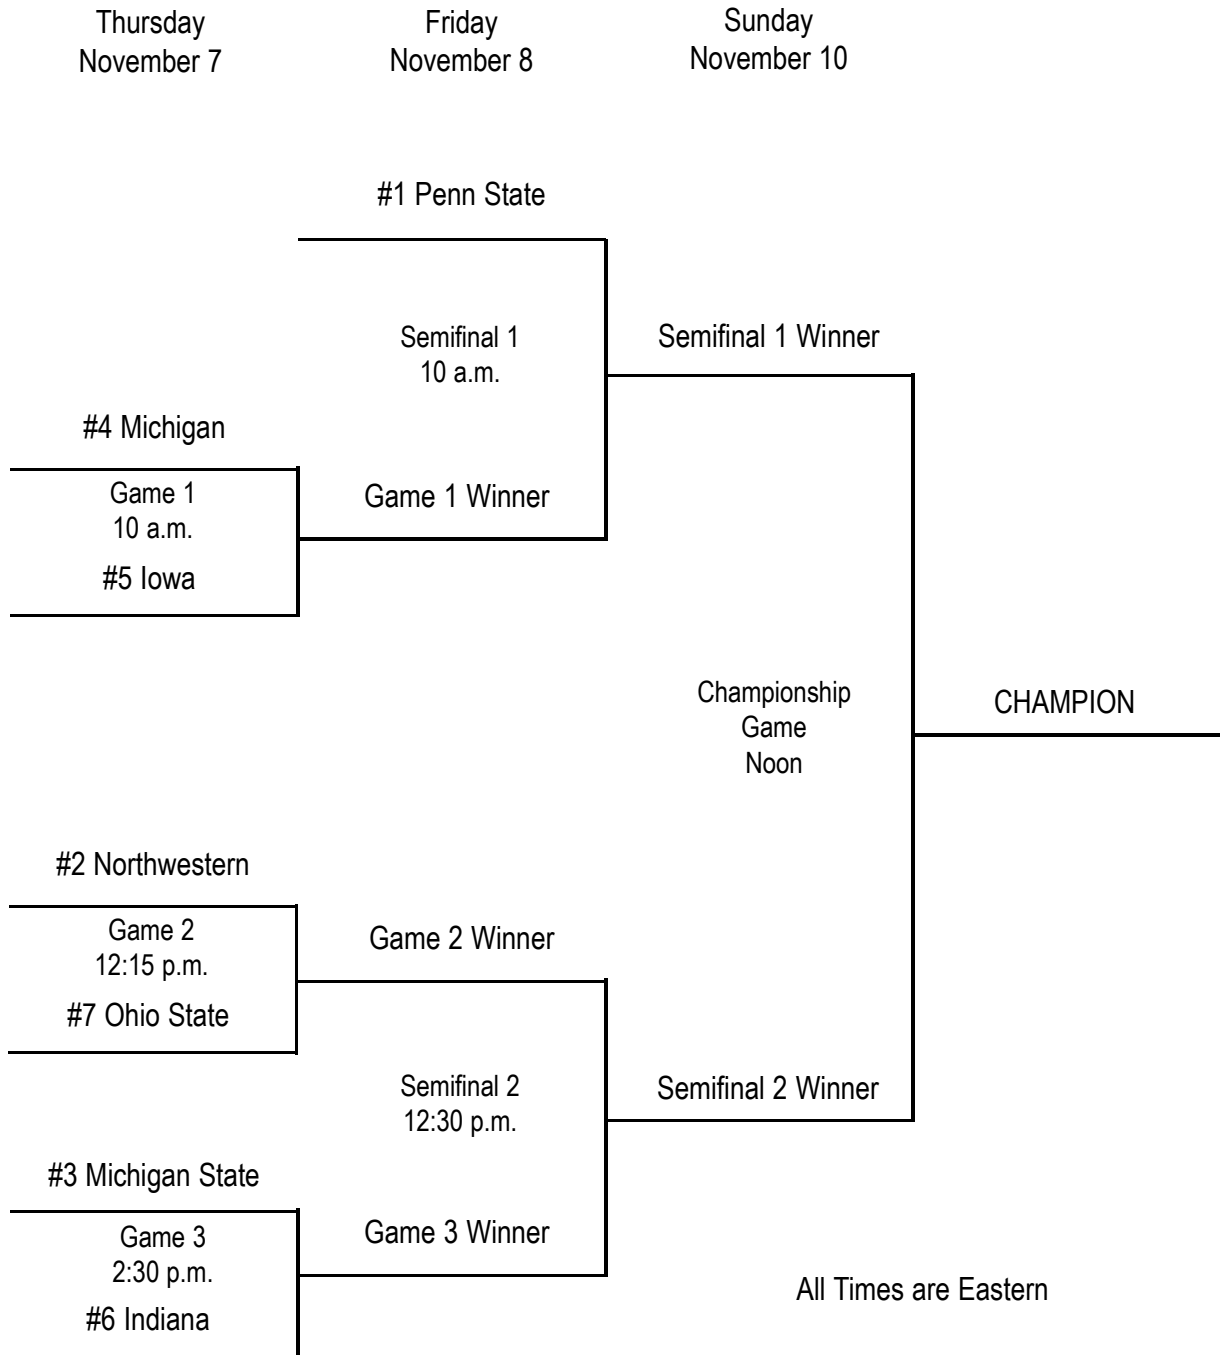 Thursday
November 7
Friday
November 8
Sunday
November 10
#1 Penn State
Semifinal 1
10 a.m.
Semifinal 1 Winner
#4 Michigan
Game 1
10 a.m.
Game 1 Winner
#5 Iowa
Championship
Game
Noon
CHAMPION
#2 Northwestern
Game 2
12:15 p.m.
Game 2 Winner
#7 Ohio State
Semifinal 2
12:30 p.m.
Semifinal 2 Winner
#3 Michigan State
Game 3
2:30 p.m.
Game 3 Winner
#6 Indiana
All Times are Eastern